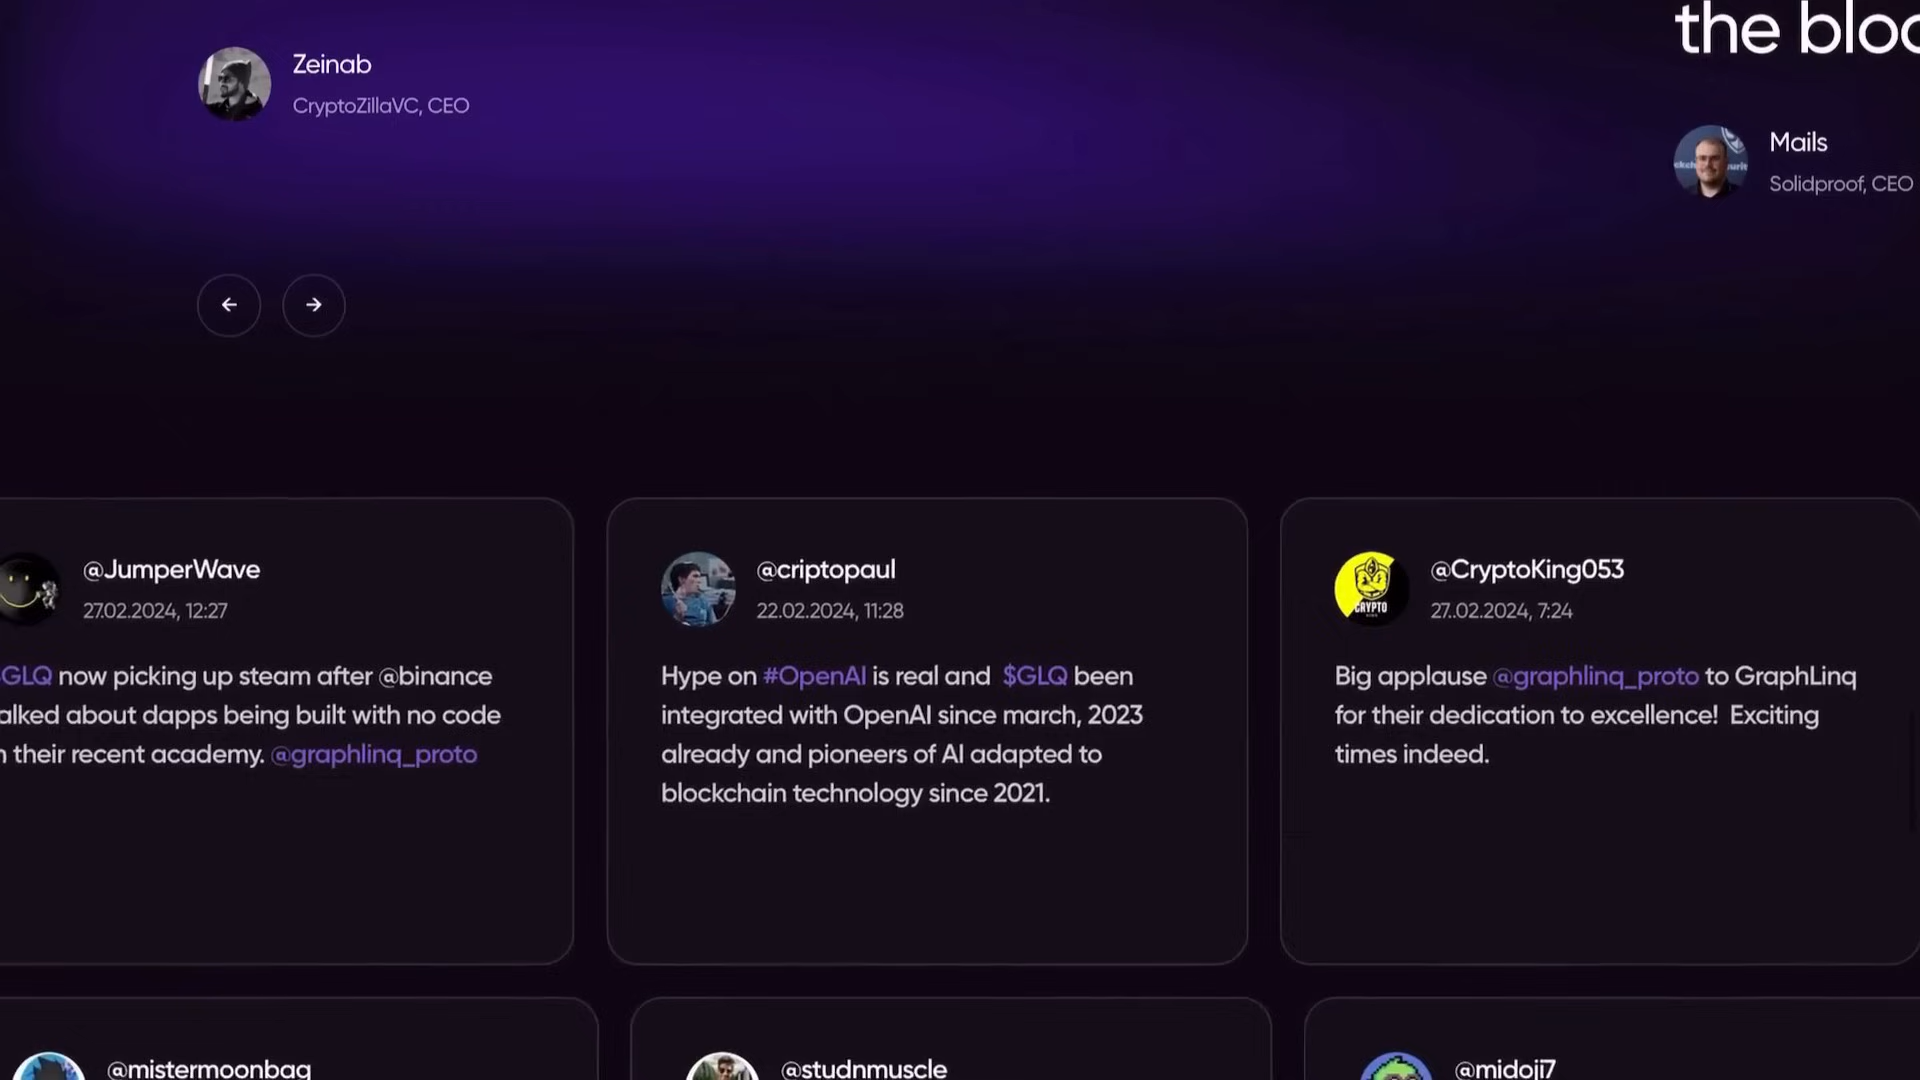 the bloc
Zeinab
CryptoZillaVC, CEO
Mails
Solidproof, CEO
@JumperWave
27.02.2024, 12:27
GLQ now picking up steam after @binance
alked about dapps being built with no code
their recent academy. @graphlinq_proto
@criptopaul
22.02.2024, 11:28
Hype on #OpenAI is real and $GLQ been
integrated with OpenAI since march, 2023
already and pioneers of AI adapted to
blockchain technology since 2021.
@CryptoKing053
27..02.2024, 7:24
Big applause @graphlinq_proto to GraphLinq
for their dedication to excellence! Exciting
times indeed.
CRYPTO
@mistermoonbag
@studnmuscle
@midoji7